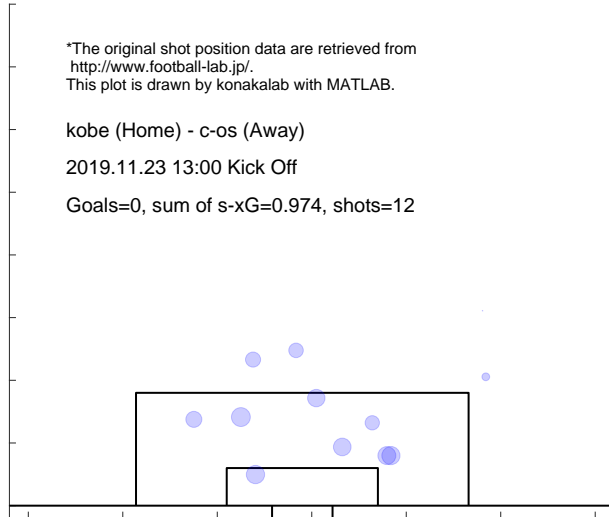 *The original shot position data are retrieved from
http://www.football-lab.jp/.
This plot is drawn by konakalab with MATLAB.
kobe (Home) - c-os (Away)
2019.11.23 13:00 Kick Off
Goals=0, sum of s-xG=0.974, shots=12